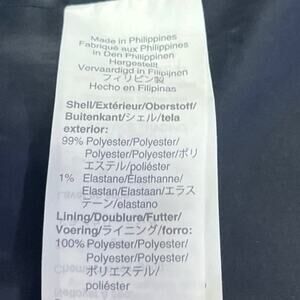 Made in Philippines
Fabriqué aux Philippines
in Den Philippinen
Hergestellt
Vervaardigd in Filipijnen
フィリピン製
Hecho en Filipinas
Shell/Extérieur/Oberstoff/
Buitenkant/シェル/tela
exterior:
99% Polyester/Polyester/
Polyester/Polyester/ポリ
エステル/poliéster
1% Elastane/Elasthanne/
Elastan/Elastaan/エラス
テーン/elastano
Lining/Doublure/Futter/
Voering/ライニング/forro:
100% Polyester/Polyester/
Polyester/Polyester/
ポリエステル/
poliéster